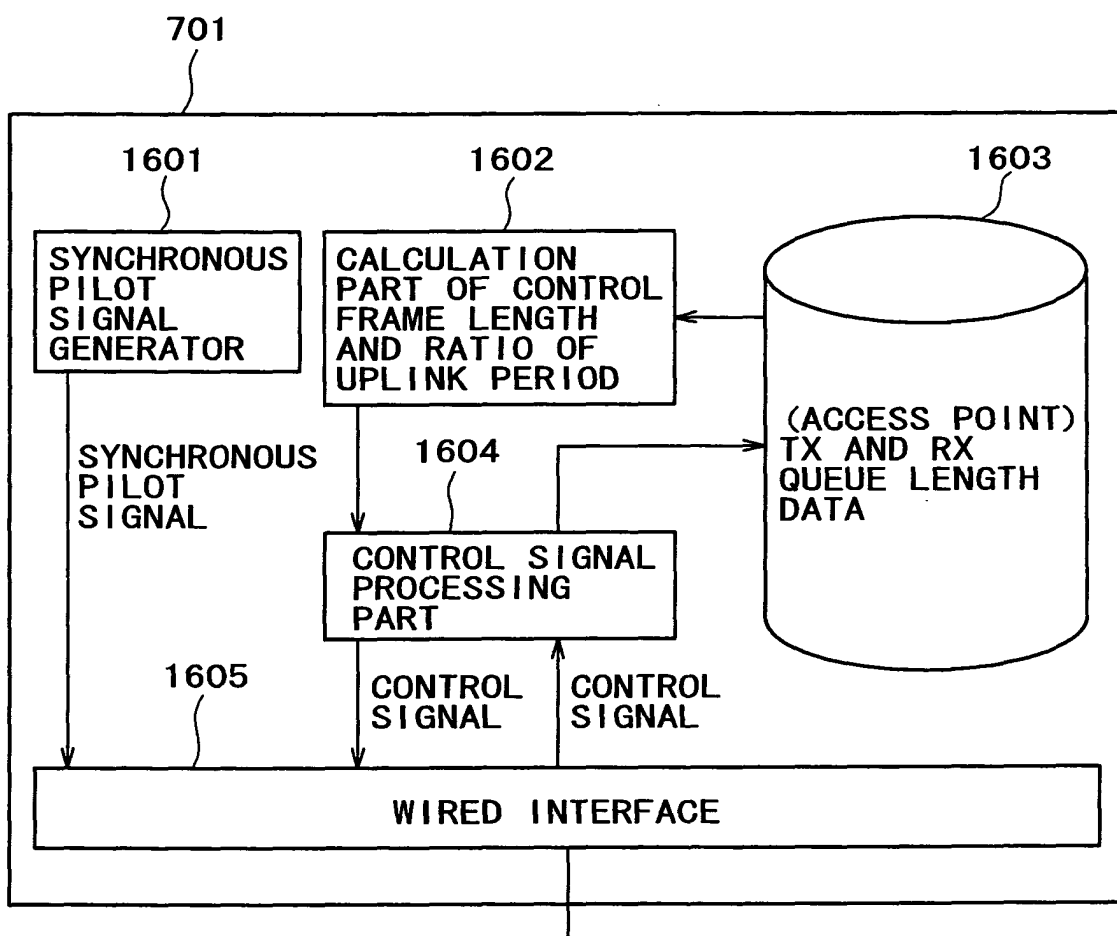 701
1601
1602
1603
SYNCHRONOUS
PILOT
SIGNAL
GENERATOR
CALCULATION
PART OF CONTROL
FRAME LENGTH
AND RATIO OF
UPLINK PERIOD
(ACCESS POINT)
TX AND RX
QUEUE LENGTH
DATA
SYNCHRONOUS
PILOT
SIGNAL
1604
CONTROL SIGNAL
PROCESSING
PART
1605
CONTROL
SIGNAL
CONTROL
SIGNAL
WIRED INTERFACE